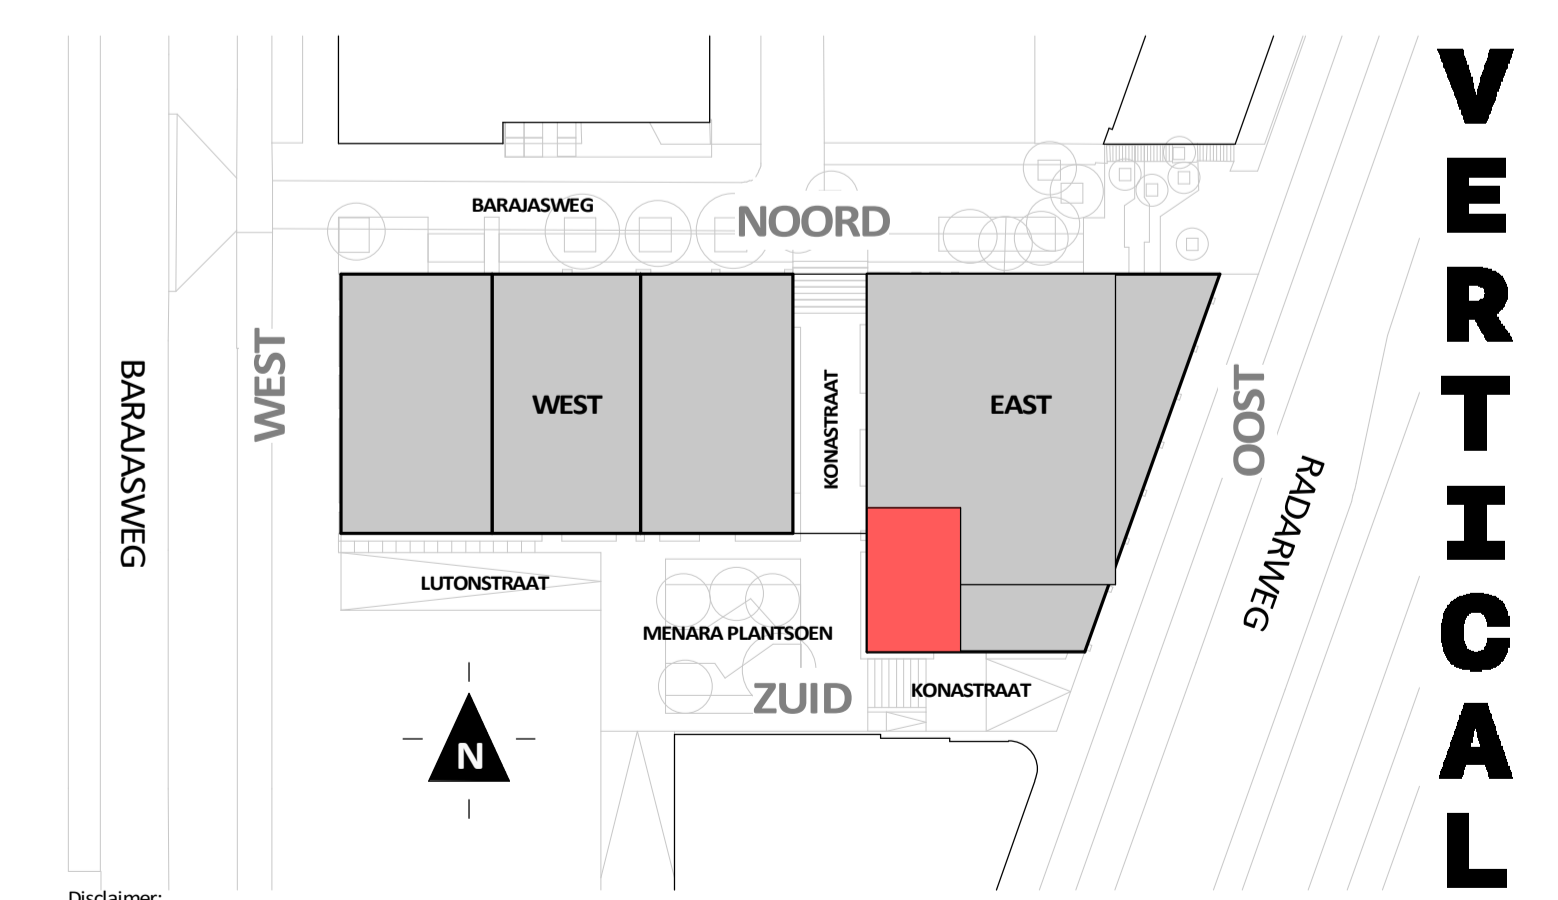 BARAJASWEG
NOORD
WEST
BARAJASWEG
WEST
KONASTRAAT
EAST
OOST
RADARWEG
LUTONSTRAAT
MENARA PLANTSOEN
ZUID
KONASTRAAT
N
VERTICAL
Disclaimer: